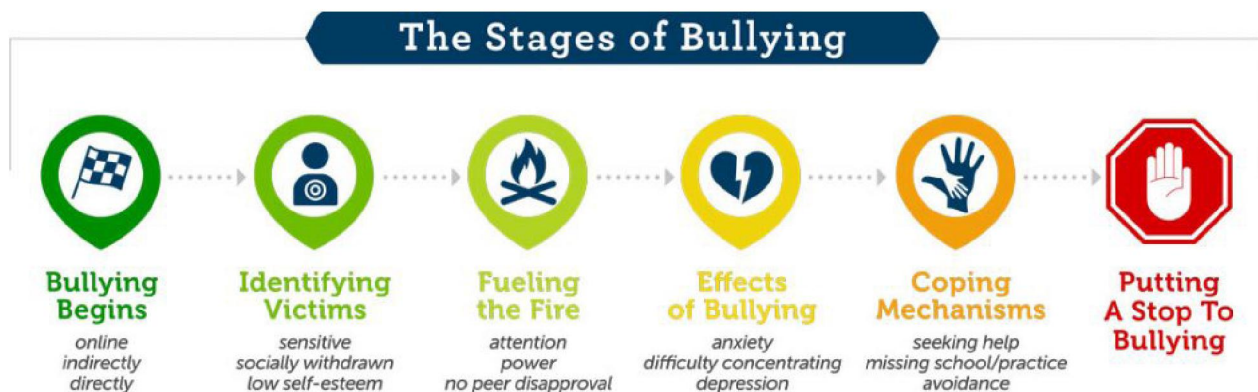 The Stages of Bullying
Bullying
Begins
online
indirectly
directly
Identifying
Victims
sensitive
socially withdrawn
low self-esteem
Fueling
the Fire
attention
power
no peer disapproval
Effects
of Bullying
anxiety
difficulty concentrating
depression
Coping
Mechanisms
seeking help
missing school/practice
avoidance
Putting
A Stop To
Bullying